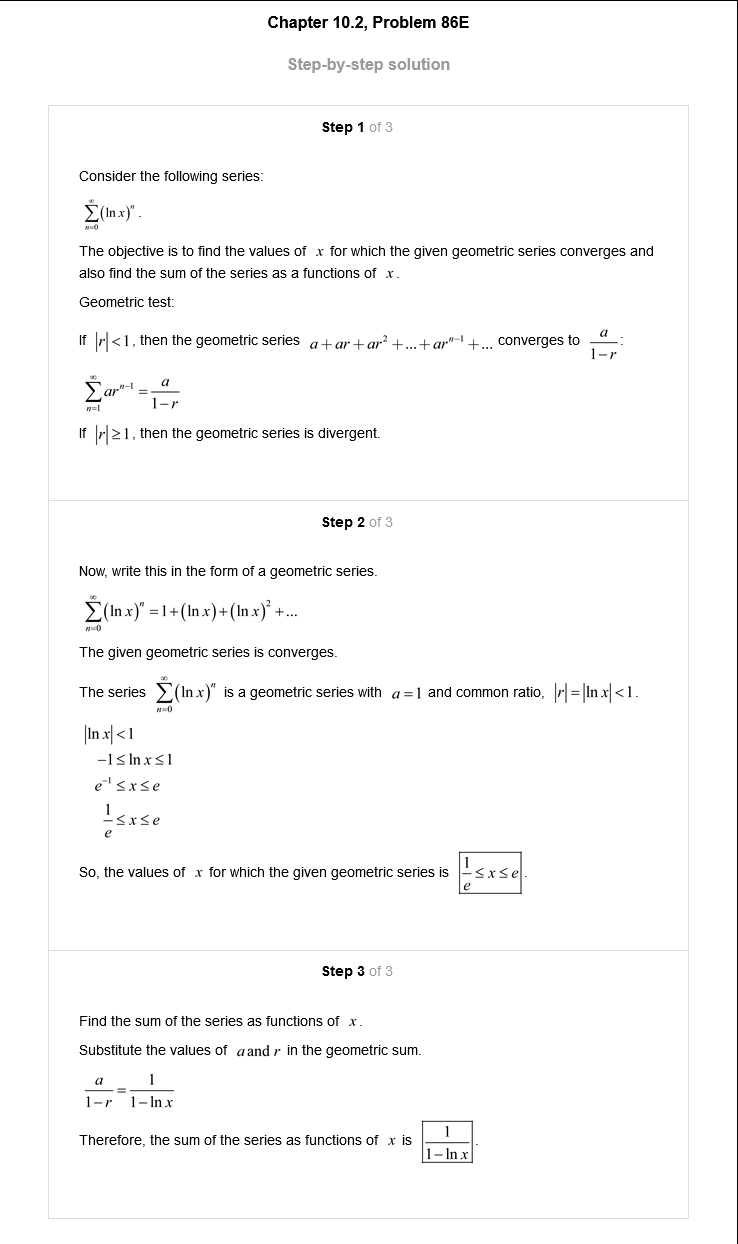 Chapter 10.2, Problem 86E
Step-by-step solution
Step 1 of 3
Consider the following series:
$\sum_{n=0}^{\infty}(\ln x)^n$.
The objective is to find the values of x for which the given geometric series converges and
also find the sum of the series as a functions of x.
Geometric test:
If $|r|<1$, then the geometric series $a+ar+ar^2+...+ar^{n-1}+...$ converges to $\frac{a}{1-r}$:
$\sum_{n=1}^{\infty}ar^{n-1}=\frac{a}{1-r}$
If $|r|\geq 1$, then the geometric series is divergent.
Step 2 of 3
Now, write this in the form of a geometric series.
$\sum_{n=0}^{\infty}(\ln x)^n=1+(\ln x)+(\ln x)^2+...$
The given geometric series is converges.
The series $\sum_{n=0}^{\infty}(\ln x)^n$ is a geometric series with $a=1$ and common ratio, $|r|=|\ln x|<1$.
$|\ln x|<1$
$-1\leq \ln x\leq 1$
$e^{-1}\leq x\leq e$
$\frac{1}{e}\leq x\leq e$
So, the values of x for which the given geometric series is $\frac{1}{e}\leq x\leq e$.
Step 3 of 3
Find the sum of the series as functions of x.
Substitute the values of a and r in the geometric sum.
$\frac{a}{1-r}=\frac{1}{1-\ln x}$
Therefore, the sum of the series as functions of x is $\frac{1}{1-\ln x}$.